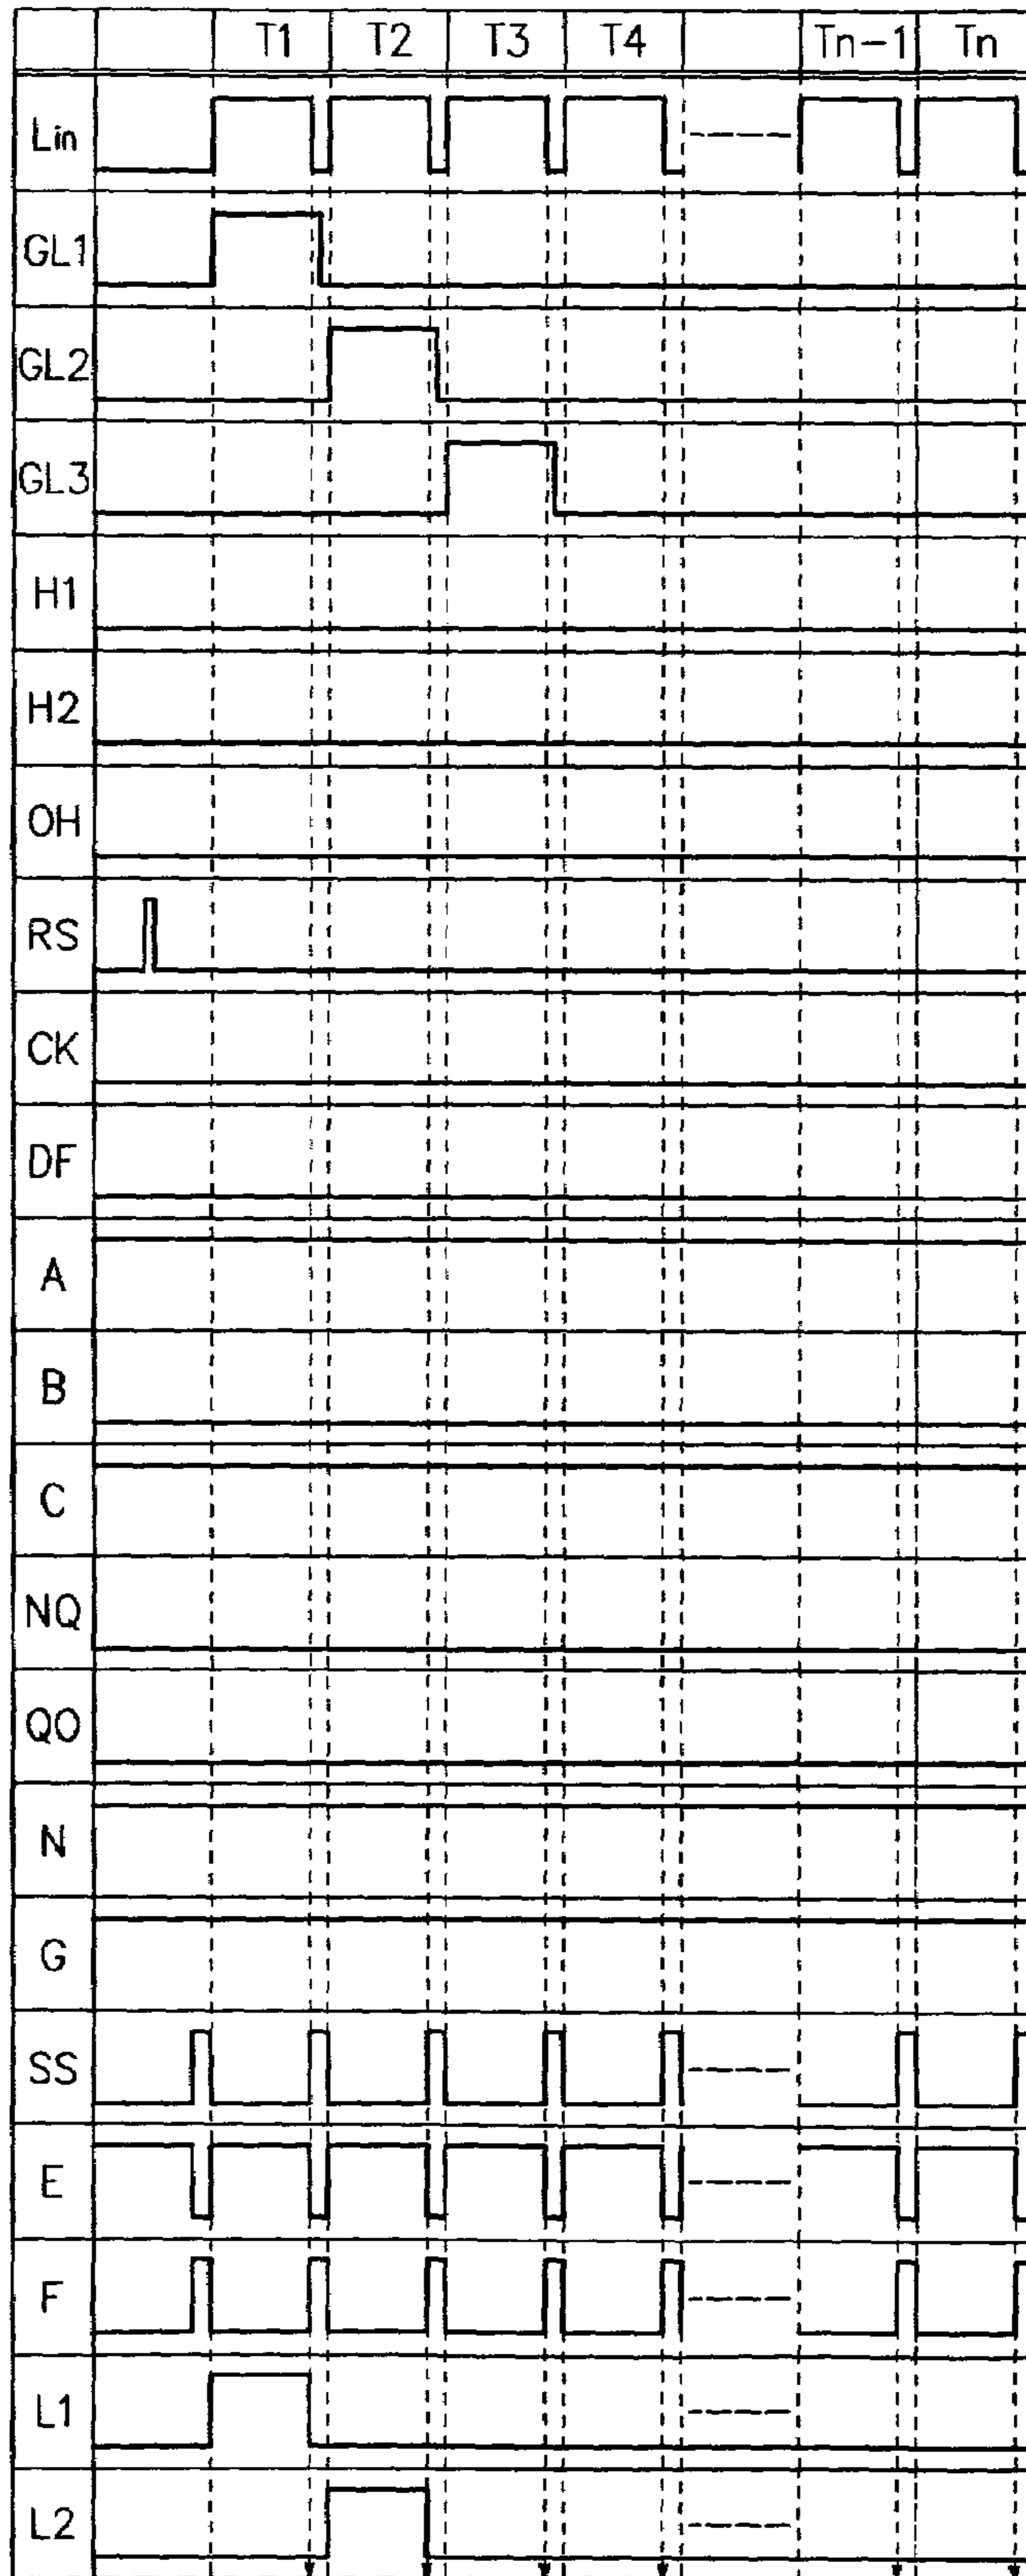 T1 T2 T3 T4 Tn-1 Tn
Lin
GL1
GL2
GL3
H1
H2
OH
RS
CK
DF
A
B
C
NQ
QO
N
G
SS
E
F
L1
L2